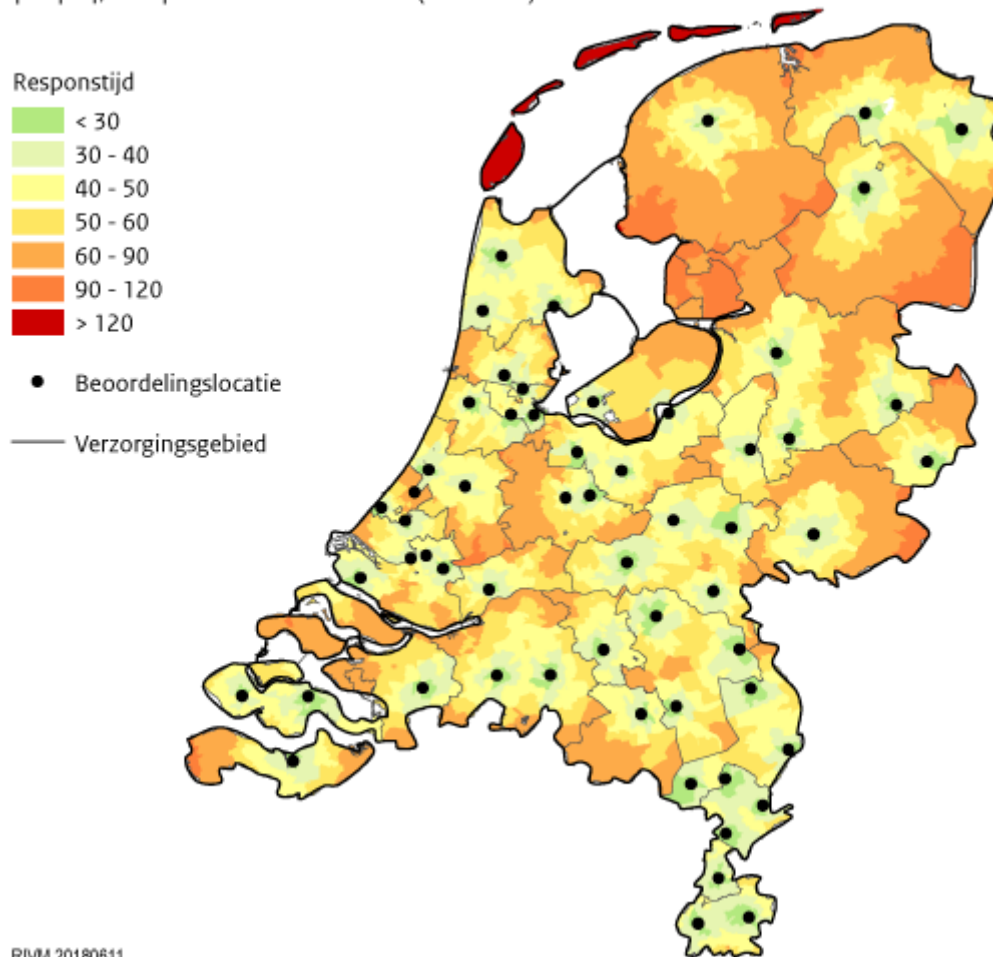 Responstijd
< 30
30 - 40
40 - 50
50 - 60
60 - 90
90 - 120
> 120
Beoordelingslocatie
Verzorgingsgebied
RIVM 20180611